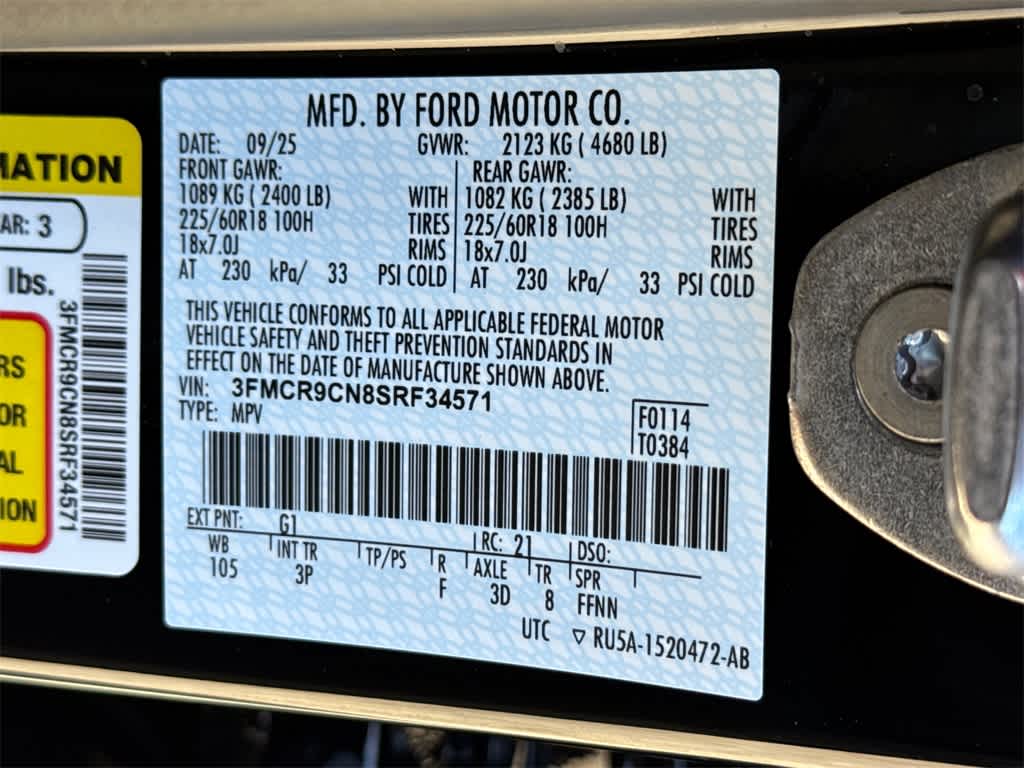 MATION
AR: 3
lbs.
RS
OR
AL
ION
3FMCR9CN8SRF34571
MFD. BY FORD MOTOR CO.
DATE: 09/25 GVWR: 2123 KG ( 4680 LB)
FRONT GAWR: REAR GAWR:
1089 KG ( 2400 LB) WITH 1082 KG ( 2385 LB) WITH
225/60R18 100H TIRES 225/60R18 100H TIRES
18x7.0J RIMS 18x7.0J RIMS
AT 230 kPa/ 33 PSI COLD AT 230 kPa/ 33 PSI COLD
THIS VEHICLE CONFORMS TO ALL APPLICABLE FEDERAL MOTOR
VEHICLE SAFETY AND THEFT PREVENTION STANDARDS IN
EFFECT ON THE DATE OF MANUFACTURE SHOWN ABOVE.
VIN: 3FMCR9CN8SRF34571
TYPE: MPV
F0114
T0384
EXT PNT: G1 RC: 21 DSO:
WB INT TR TP/PS R AXLE TR SPR
105 3P F 3D 8 FFNN
UTC ▽ RU5A-1520472-AB